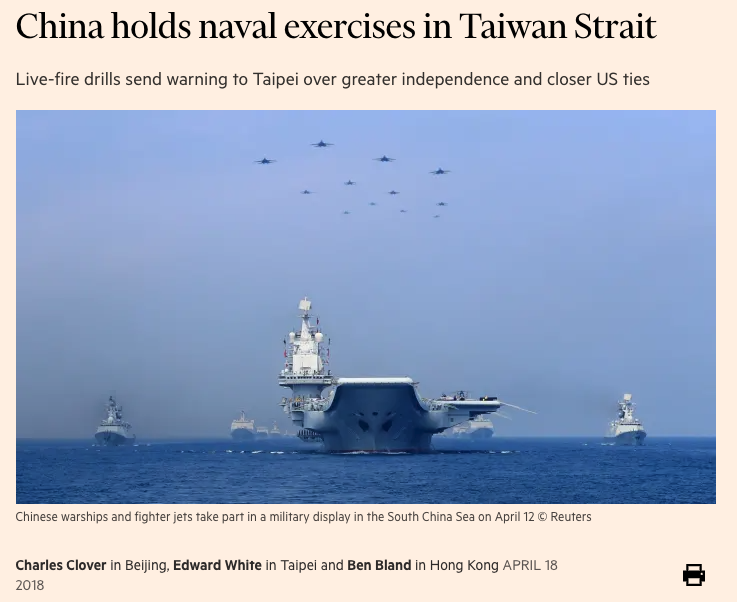 China holds naval exercises in Taiwan Strait
Live-fire drills send warning to Taipei over greater independence and closer US ties
Chinese warships and fighter jets take part in a military display in the South China Sea on April 12 © Reuters
Charles Clover in Beijing, Edward White in Taipei and Ben Bland in Hong Kong APRIL 18
2018